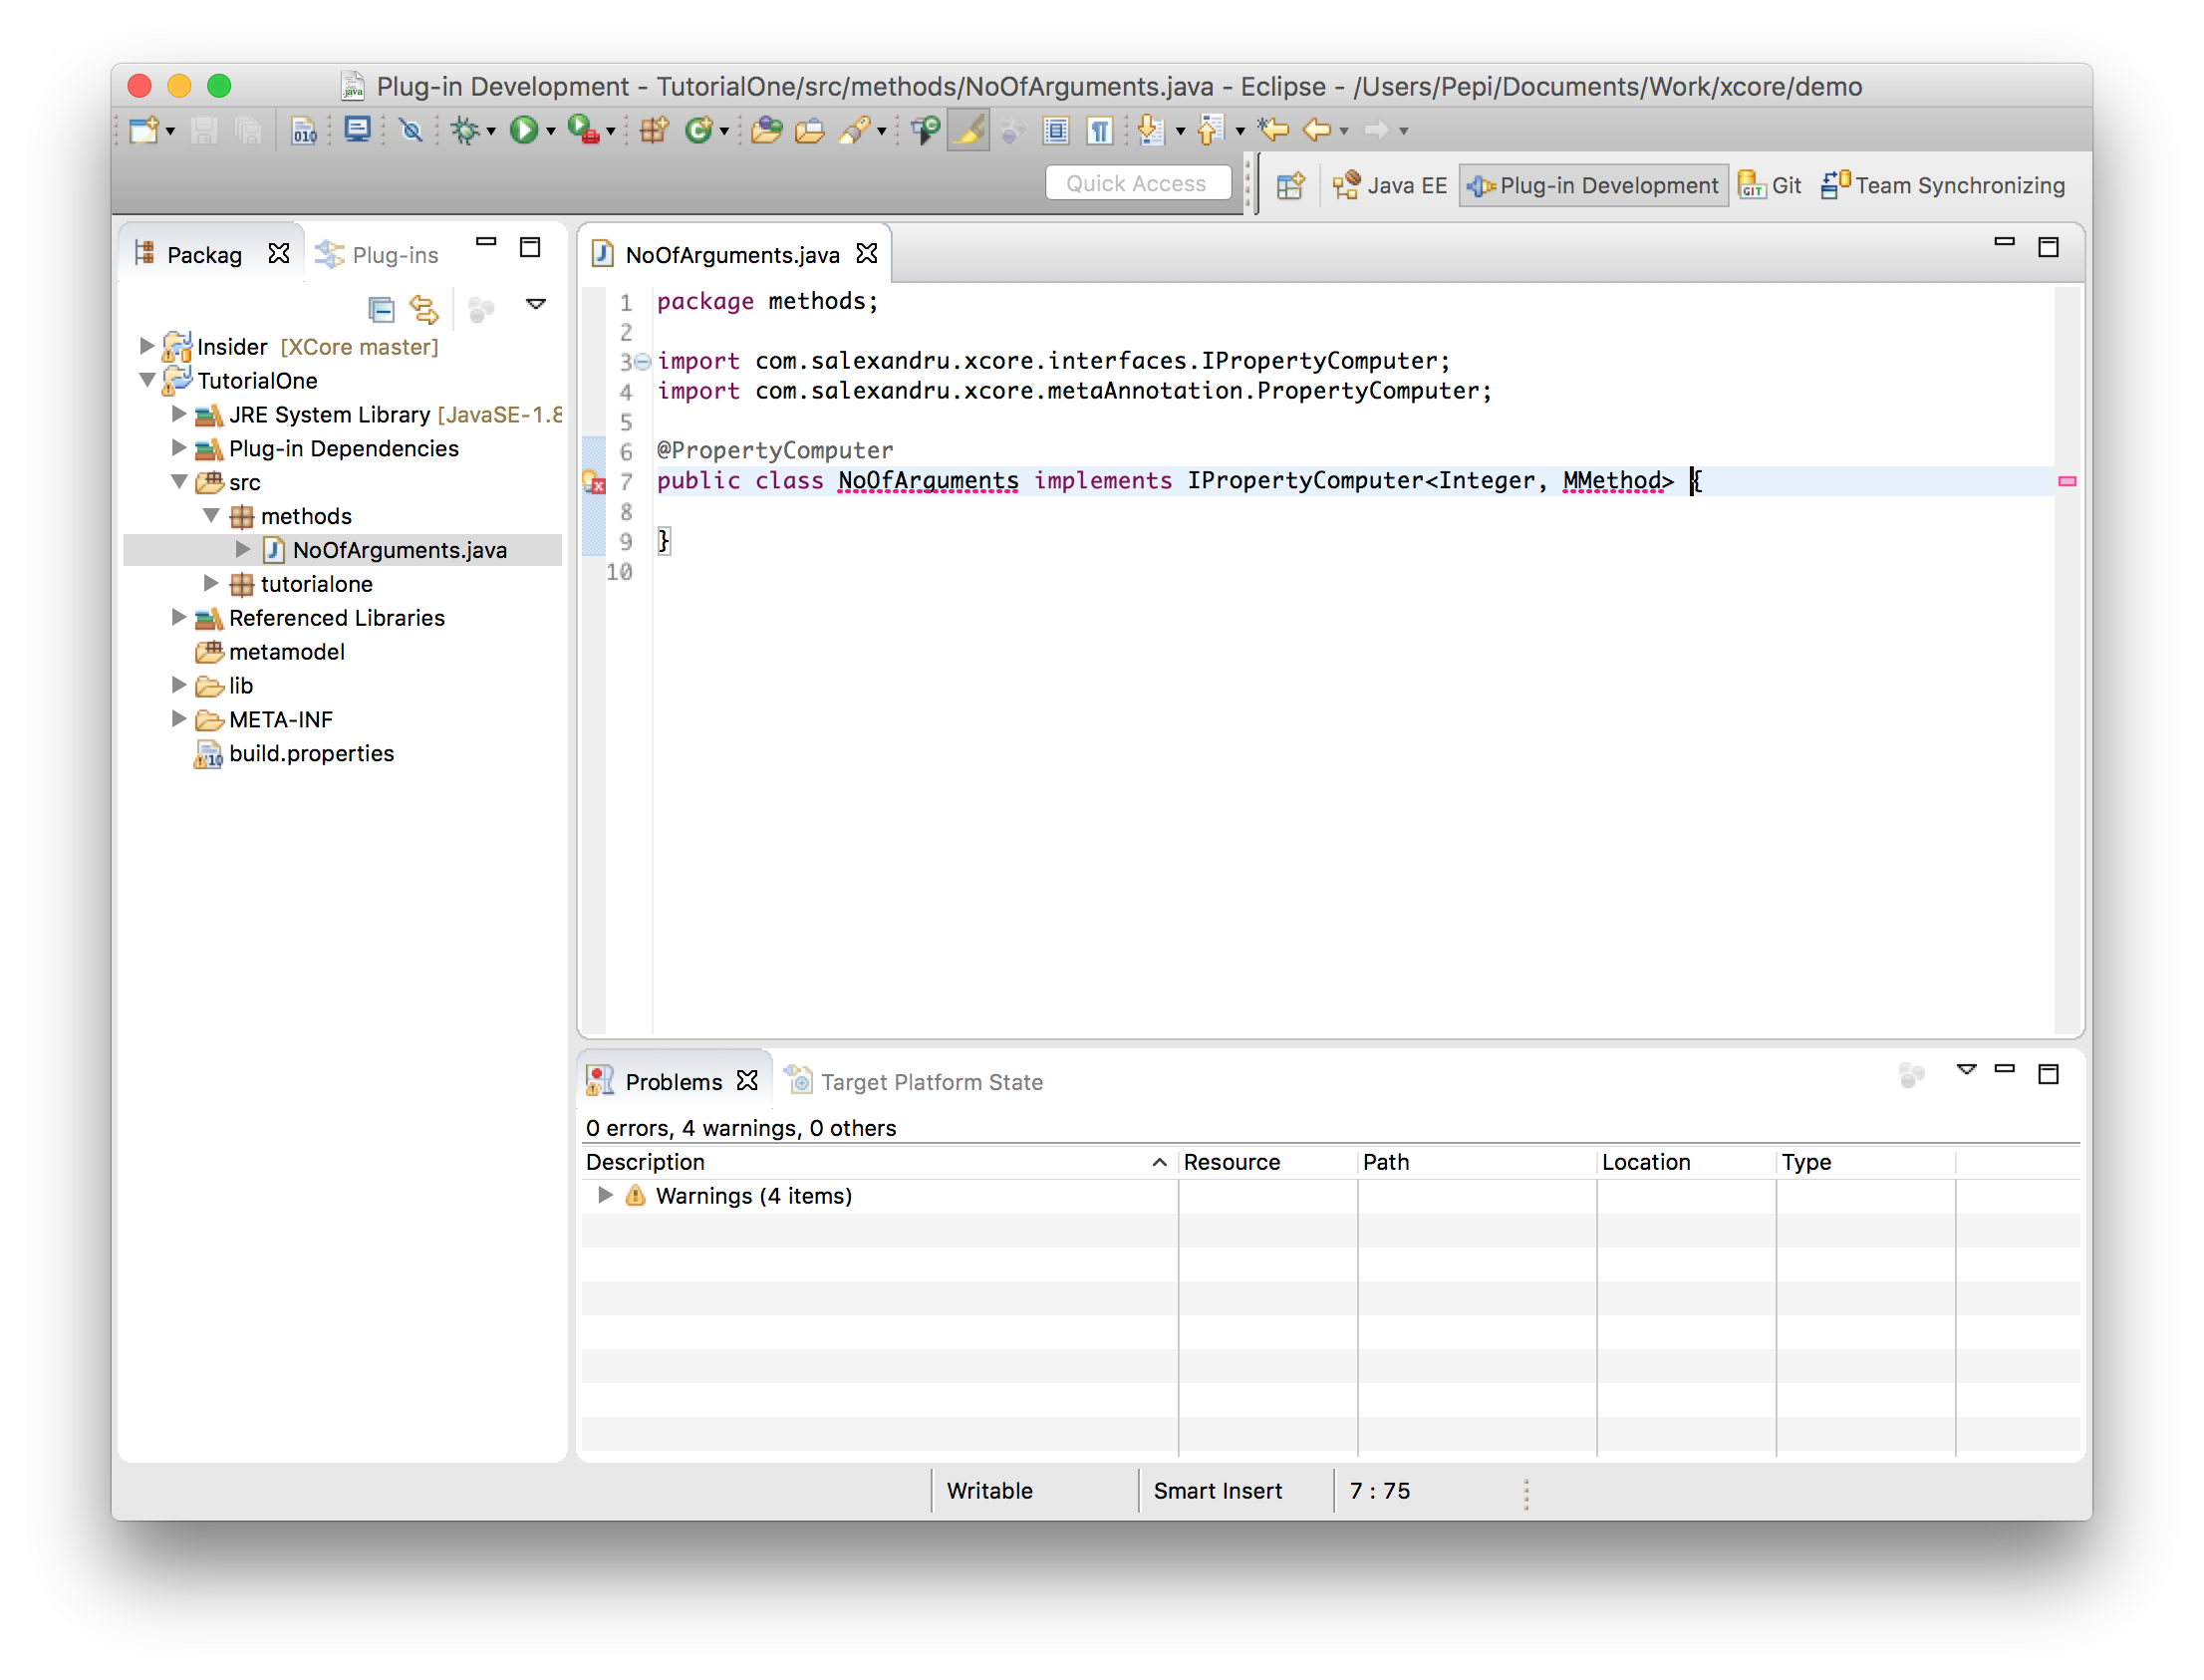 Plug-in Development - TutorialOne/src/methods/NoOfArguments.java - Eclipse - /Users/Pepi/Documents/Work/xcore/demo
Quick Access
Java EE
Plug-in Development
Git
Team Synchronizing
Packag
Plug-ins
Insider [XCore master]
TutorialOne
JRE System Library [JavaSE-1.8
Plug-in Dependencies
src
methods
NoOfArguments.java
tutorialone
Referenced Libraries
metamodel
lib
META-INF
build.properties
NoOfArguments.java
1 package methods;
2
3 import com.salexandru.xcore.interfaces.IPropertyComputer;
4 import com.salexandru.xcore.metaAnnotation.PropertyComputer;
5
6 @PropertyComputer
7 public class NoOfArguments implements IPropertyComputer<Integer, MMethod> {
8
9 }
10
Problems
Target Platform State
0 errors, 4 warnings, 0 others
Description Resource Path Location Type
Warnings (4 items)
Writable Smart Insert 7 : 75